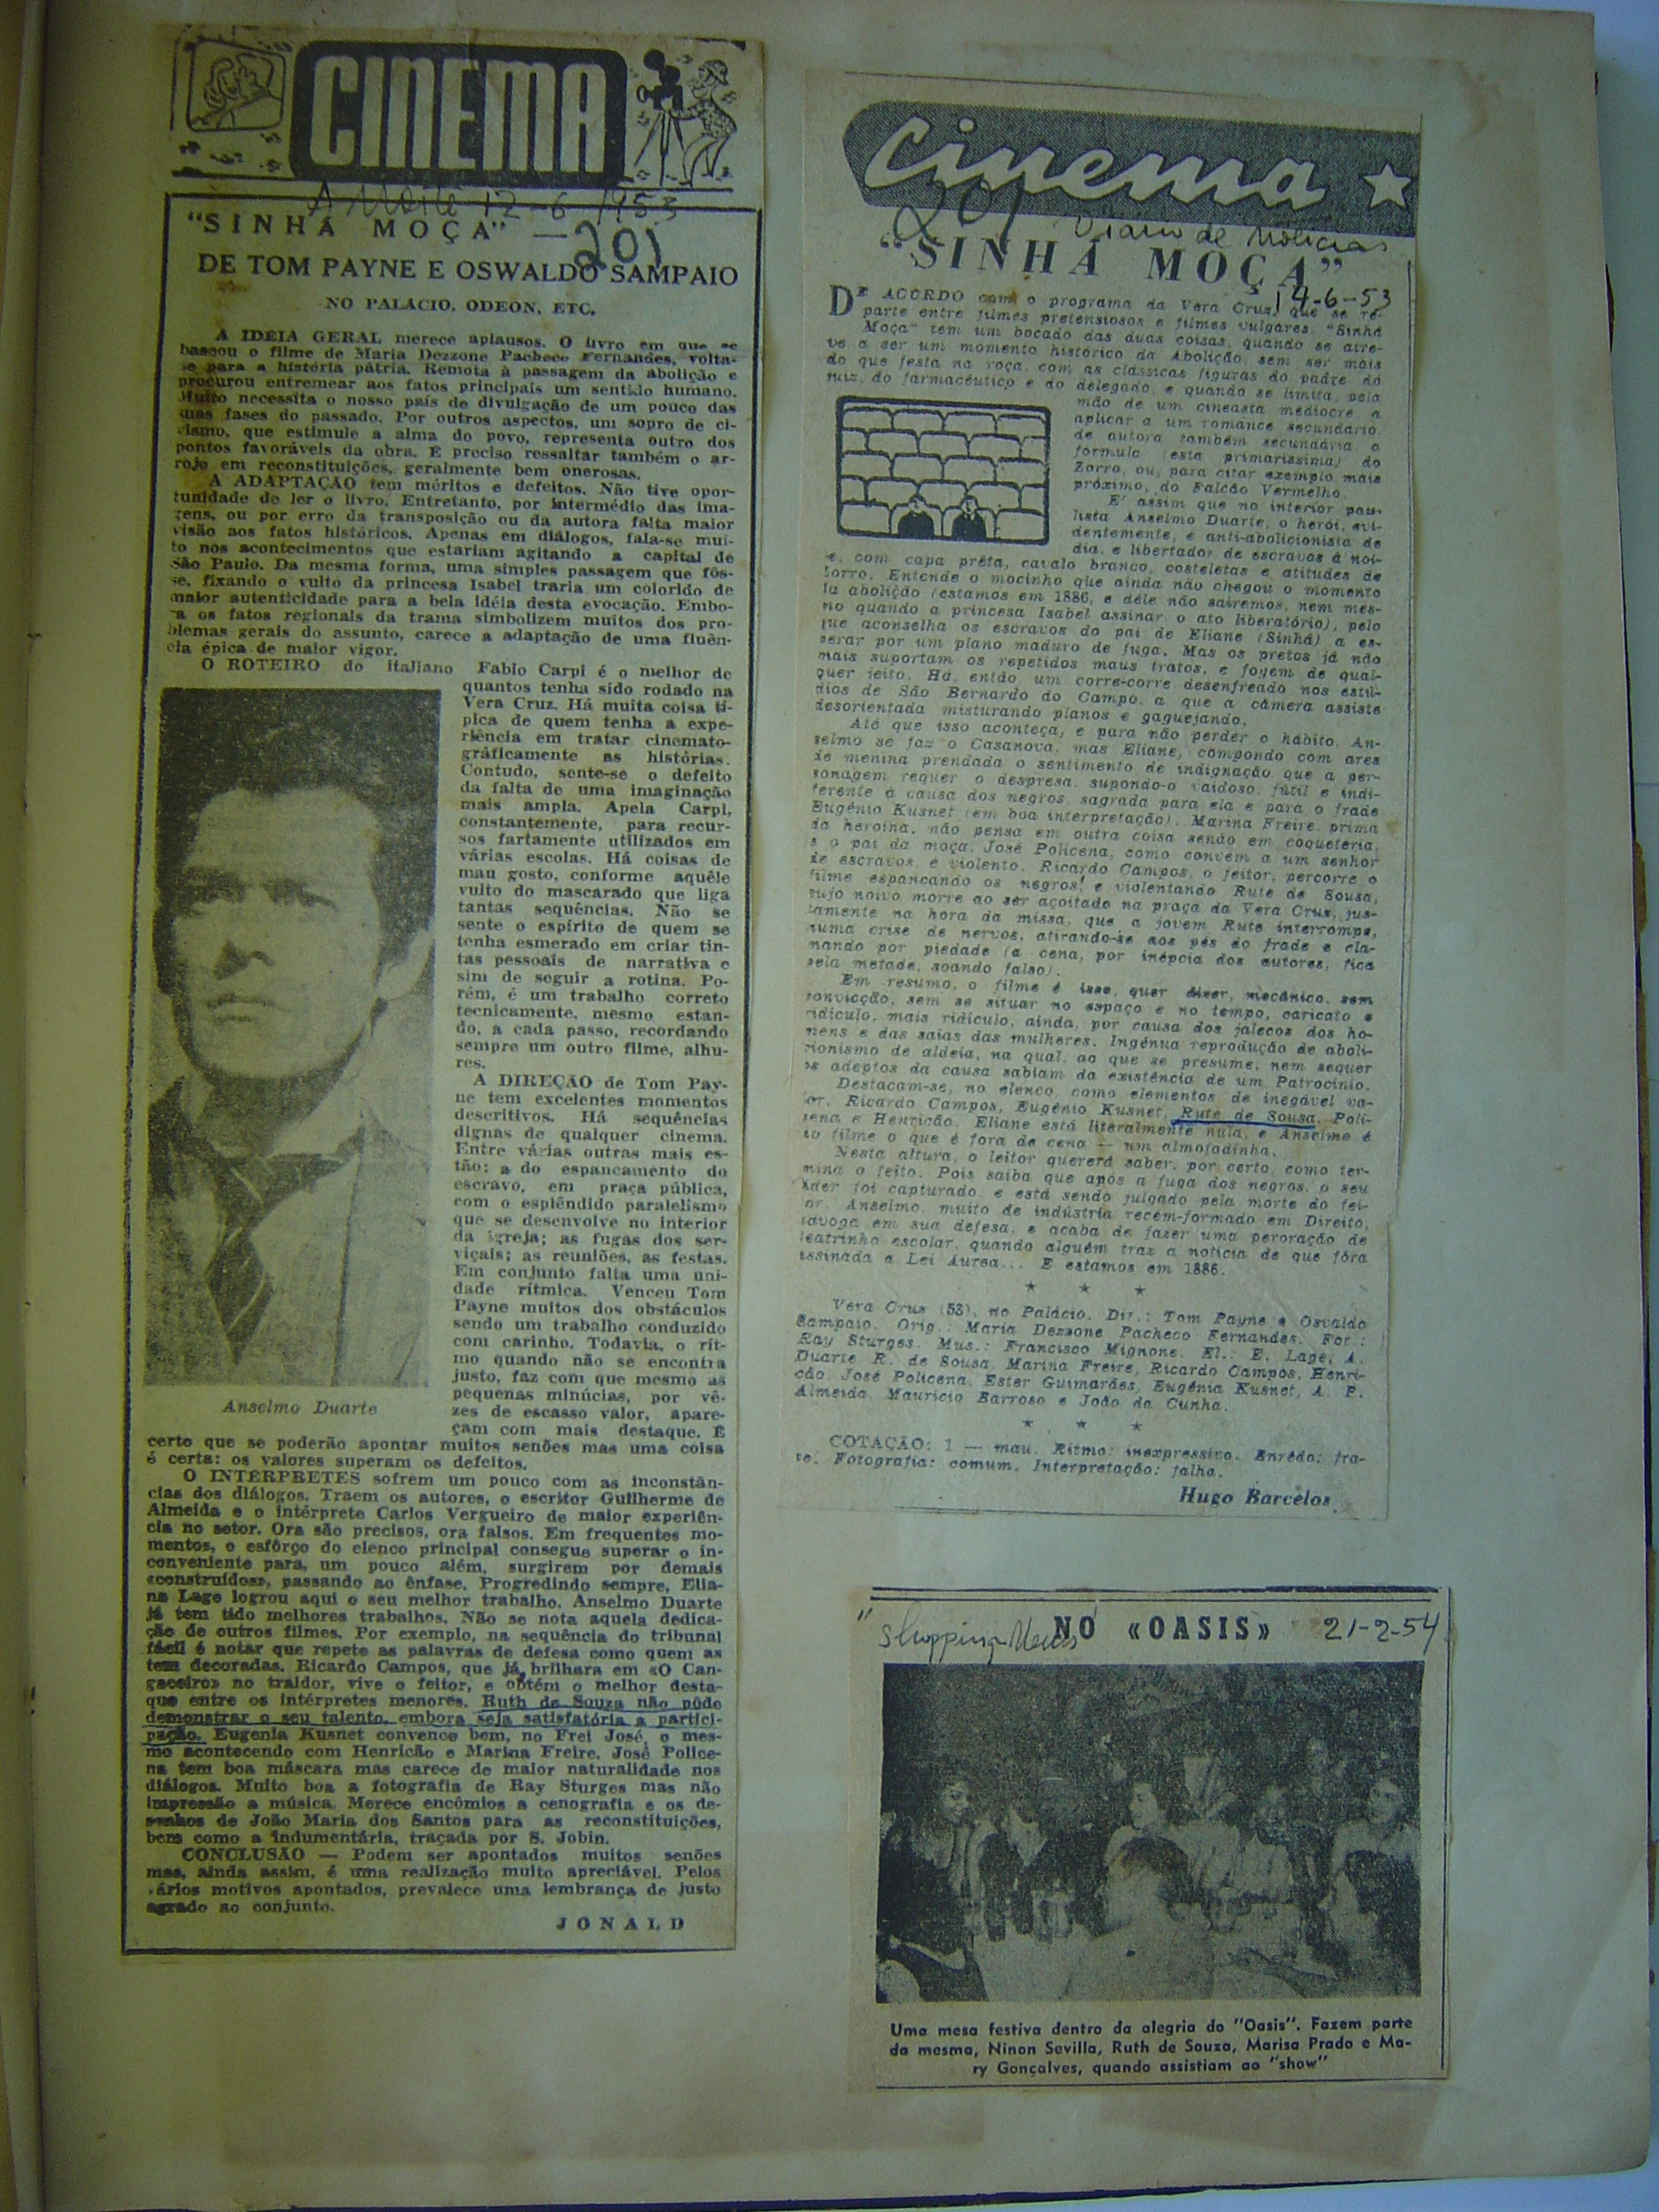 CINEMA
A Noite 12-6-1953
"SINHÁ MOÇA" — 201
DE TOM PAYNE E OSWALDO SAMPAIO
NO PALACIO, ODEON, ETC.
A IDÉIA GERAL merece aplausos. O livro em que se
baseou o filme de Maria Dezzone Pacheco Fernandes, volta-
se para a história pátria. Remota à passagem da abolição e
procurou entremear aos fatos principais um sentido humano.
Muito necessita o nosso país de divulgação de um pouco das
suas fases do passado. Por outros aspectos, um sopro de ci-
vismo, que estimule a alma do povo, representa outro dos
pontos favoráveis da obra. É preciso ressaltar também o ar-
rojo em reconstituições, geralmente bem onerosas.
A ADAPTAÇÃO tem méritos e defeitos. Não tive opor-
tunidade de ler o livro. Entretanto, por intermédio das ima-
gens, ou por erro da transposição ou da autora falta maior
visão aos fatos históricos. Apenas em diálogos, fala-se mui-
to nos acontecimentos que estariam agitando a capital de
São Paulo. Da mesma forma, uma simples passagem que fôs-
se, fixando o vulto da princesa Isabel traria um colorido de
maior autenticidade para a bela idéia desta evocação. Embo-
ra os fatos regionais da trama simbolizem muitos dos pro-
blemas gerais do assunto, carece a adaptação de uma fluên-
cia épica de maior vigor.
O ROTEIRO do italiano Fabio Carpi é o melhor de
quantos tenha sido rodado na
Vera Cruz. Há muita coisa tí-
pica de quem tenha a expe-
riência em tratar cinemato-
gráficamente as histórias.
Contudo, sente-se o defeito
da falta de uma imaginação
mais ampla. Apela Carpi,
constantemente, para recur-
sos fartamente utilizados em
várias escolas. Há coisas de
mau gosto, conforme aquêle
vulto do mascarado que liga
tantas sequências. Não se
sente o espírito de quem se
tenha esmerado em criar tin-
tas pessoais de narrativa e
sim de seguir a rotina. Po-
rém, é um trabalho correto
tecnicamente, mesmo estan-
do, a cada passo, recordando
sempre um outro filme, alhu-
res.
A DIREÇÃO de Tom Pay-
ne tem excelentes momentos
descritivos. Há sequências
dignas de qualquer cinema.
Entre várias outras mais es-
tão: a do espancamento do
escravo, em praça pública,
com o esplêndido paralelismo
que se desenvolve no interior
da igreja; as fugas dos ser-
viçais; as reuniões, as festas.
Em conjunto falta uma uni-
dade rítmica. Venceu Tom
Payne muitos dos obstáculos
sendo um trabalho conduzido
com carinho. Todavia, o rít-
mo quando não se encontra
justo, faz com que mesmo as
pequenas minúcias, por vê-
zes de escasso valor, apare-
çam com mais destaque. É
Anselmo Duarte
certo que se poderão apontar muitos senões mas uma coisa
é certa: os valores superam os defeitos.
O INTÉRPRETES sofrem um pouco com as inconstân-
cias dos diálogos. Traem os autores, o escritor Guilherme de
Almeida e o intérprete Carlos Vergueiro de maior experiên-
cia no setor. Ora são precisos, ora falsos. Em frequentes mo-
mentos, o esfôrço do elenco principal consegue superar o in-
conveniente para, um pouco além, surgirem por demais
«construídos», passando ao ênfase. Progredindo sempre, Elia-
na Lage logrou aqui o seu melhor trabalho. Anselmo Duarte
já tem tido melhores trabalhos. Não se nota aquela dedica-
ção de outros filmes. Por exemplo, na sequência do tribunal
fácil é notar que repete as palavras de defesa como quem as
tem decoradas. Ricardo Campos, que já brilhara em «O Can-
gaceiro» no traidor, vive o feitor, e obtém o melhor desta-
que entre os intérpretes menores. Ruth de Souza não pôde
demonstrar o seu talento, embora seja satisfatória a partici-
pação. Eugenia Kusnet convence bem, no Frei José, o mes-
mo acontecendo com Henricão e Marina Freire. José Police-
na tem boa máscara mas carece de maior naturalidade nos
diálogos. Muito boa a fotografia de Ray Sturges mas não
impressão a música. Merece encômios a cenografia e os de-
senhos de João Maria dos Santos para as reconstituições,
bem como a indumentária, traçada por S. Jobin.
CONCLUSÃO — Podem ser apontados muitos senões
mas, ainda assim, é uma realização muito apreciável. Pelos
vários motivos apontados, prevalece uma lembrança de justo
agrado ao conjunto.
JONALD
Cinema
201 Diario de Noticias
"SINHÁ MOÇA"
14-6-53
DE ACORDO com o programa da Vera Cruz, que se re-
parte entre filmes pretensiosos e filmes vulgares, "Sinhá
Moça" tem um bocado das duas coisas, quando se atre-
ve a ser um momento histórico da Abolição, sem ser mais
do que festa na roça, com as clássicas figuras do padre do
juiz, do farmacêutico e do delegado, e quando se limita, pela
mão de um cineasta medíocre a
aplicar a um romance secundário,
de autora também secundária, a
formula (esta primarissima) do
Zorro, ou, para citar exemplo mais
próximo, do Falcão Vermelho.
E' assim que no interior pau-
lista Anselmo Duarte, o herói, evi-
dentemente, é anti-abolicionista de
dia, e libertador de escravos à noi-
te, com capa prêta, cavalo branco, costeletas e atitudes de
Zorro. Entende o mocinho que ainda não chegou o momento
da abolição (estamos em 1886, e dêle não sairemos, nem mes-
mo quando a princesa Isabel assinar o ato liberatório), pelo
que aconselha os escravos do pai de Eliane (Sinhá) a es-
perar por um plano maduro de fuga. Mas os pretos já não
mais suportam os repetidos maus tratos, e fogem de qual-
quer jeito. Há, então, um corre-corre desenfreado nos estú-
dios de São Bernardo do Campo, a que a câmera assiste
desorientada misturando planos e gaguejando.
Até que isso aconteça, e para não perder o hábito, An-
selmo se faz o Casanova, mas Eliane, compondo com ares
de menina prendada o sentimento de indignação que a per-
sonagem requer o despresa, supondo-o vaidoso, fútil e indi-
ferente à causa dos negros, sagrada para ela e para o frade
Eugênio Kusnet (em boa interpretação). Marina Freire, prima
da heroína, não pensa em outra coisa senão em coqueteria,
e o pai da moça, José Policena, como convém a um senhor
de escravos, é violento. Ricardo Campos, o feitor, percorre o
filme espancando os negros, e violentando Rute de Sousa,
cujo noivo morre ao ser açoitado na praça da Vera Cruz, jus-
tamente na hora da missa, que a jovem Rute interrompe,
numa crise de nervos, atirando-se aos pés do frade e cla-
mando por piedade (a cena, por inépcia dos autores, fica
pela metade, soando falso).
Em resumo, o filme é isso, quer dizer, mecânico, sem
convicção, sem se situar no espaço e no tempo, caricato e
ridículo, mais ridículo, ainda, por causa dos jalecos dos ho-
mens e das saias das mulheres. Ingênua reprodução de aboli-
cionismo de aldeia, na qual, ao que se presume, nem sequer
os adeptos da causa sabiam da existência de um Patrocínio.
Destacam-se, no elenco, como elementos de inegável va-
lor, Ricardo Campos, Eugênio Kusnet, Rute de Sousa, Poli-
cena e Henricão. Eliane está literalmente nula, e Anselmo é
no filme o que é fora de cena — um almofadinha.
Nesta altura, o leitor quererá saber, por certo, como ter-
mina o feito. Pois saiba que após a fuga dos negros, o seu
líder foi capturado, e está sendo julgado pela morte do fei-
tor. Anselmo, muito de indústria recém-formado em Direito,
advoga em sua defesa, e acaba de fazer uma peroração de
teatrinho escolar, quando alguém traz a notícia de que fôra
assinada a Lei Aurea... E estamos em 1886.
★ ★ ★
Vera Cruz (53), no Palácio. Dir.: Tom Payne e Osvaldo
Sampaio. Orig.: Maria Dezzone Pacheco Fernandes. Fot.:
Ray Sturges. Mus.: Francisco Mignone. El.: E. Lage, A.
Duarte, R. de Sousa, Marina Freire, Ricardo Campos, Henri-
cão, José Policena, Ester Guimarães, Eugênia Kusnet, A. P.
Almeida, Maurício Barroso e João da Cunha.
★ ★ ★
COTAÇÃO: 1 — mau. Ritmo: inexpressivo. Enrêdo: fra-
co. Fotografia: comum. Interpretação: falha.
Hugo Barcelos
"Shopping News NO «OASIS» 21-2-54
Uma mesa festiva dentro da alegria do "Oasis". Fazem parte
da mesma, Ninon Sevilla, Ruth de Souza, Marisa Prado e Ma-
ry Gonçalves, quando assistiam ao "show"